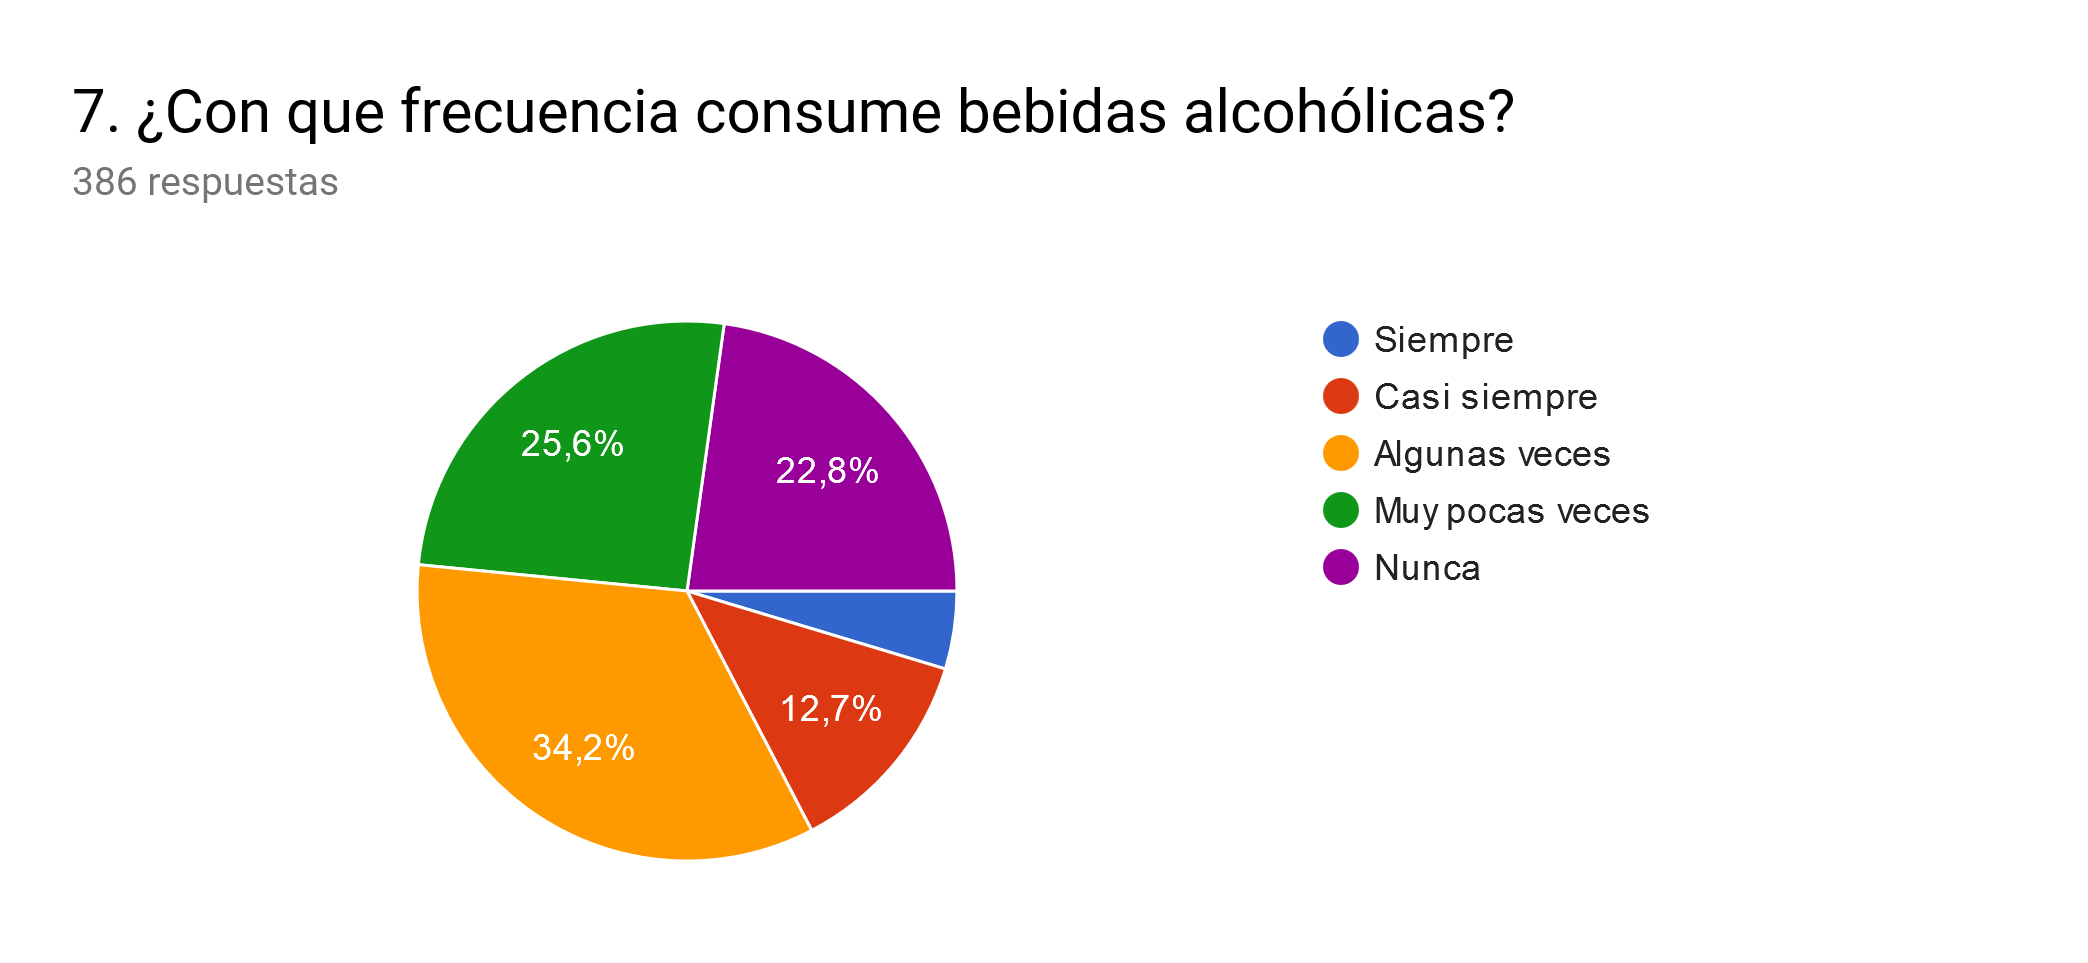 7. ¿Con que frecuencia consume bebidas alcohólicas?
386 respuestas
25,6%
22,8%
12,7%
34,2%
Siempre
Casi siempre
Algunas veces
Muy pocas veces
Nunca